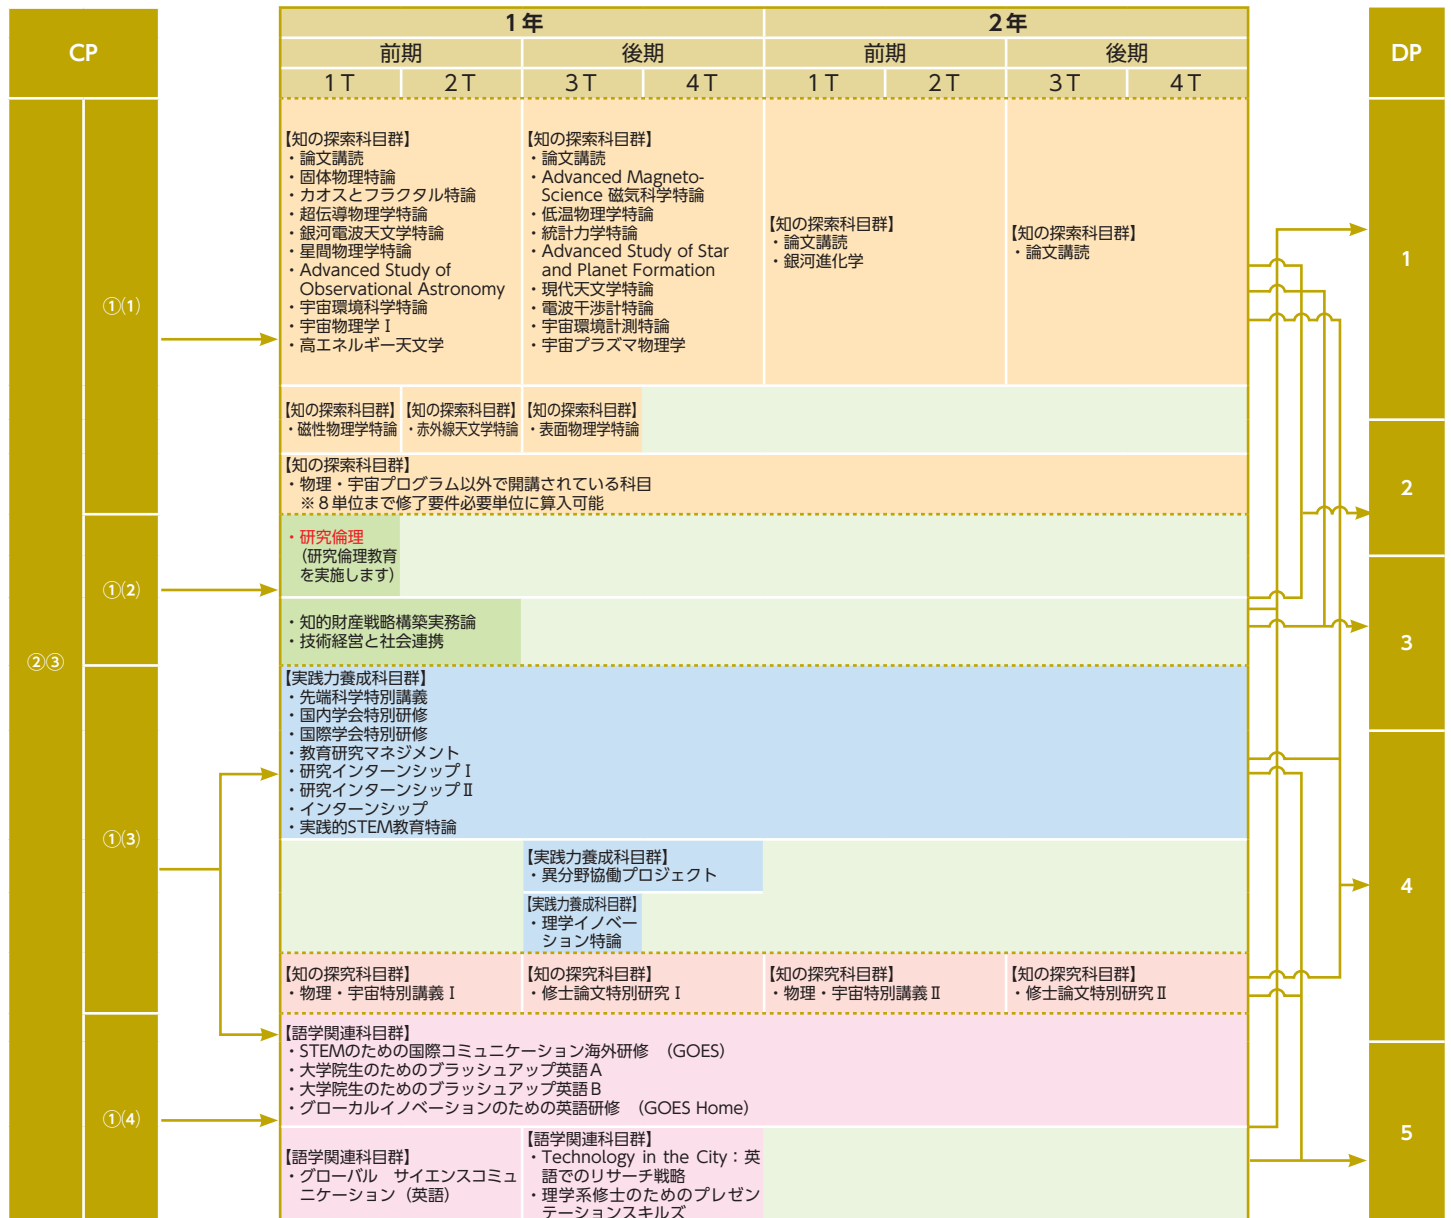 CP
1年
2年
DP
前期
後期
前期
後期
1T
2T
3T
4T
1T
2T
3T
4T
②③
①(1)
①(2)
①(3)
①(4)
【知の探索科目群】
・論文講読
・固体物理特論
・カオスとフラクタル特論
・超伝導物理学特論
・銀河電波天文学特論
・星間物理学特論
・Advanced Study of
Observational Astronomy
・宇宙環境科学特論
・宇宙物理学Ⅰ
・高エネルギー天文学
【知の探索科目群】
・論文講読
・Advanced Magneto-
Science 磁気科学特論
・低温物理学特論
・統計力学特論
・Advanced Study of Star
and Planet Formation
・現代天文学特論
・電波干渉計特論
・宇宙環境計測特論
・宇宙プラズマ物理学
【知の探索科目群】
・論文講読
・銀河進化学
【知の探索科目群】
・論文講読
【知の探索科目群】
・磁性物理学特論
【知の探索科目群】
・赤外線天文学特論
【知の探索科目群】
・表面物理学特論
【知の探索科目群】
・物理・宇宙プログラム以外で開講されている科目
※8単位まで修了要件必要単位に算入可能
・研究倫理
(研究倫理教育
を実施します)
・知的財産戦略構築実務論
・技術経営と社会連携
【実践力養成科目群】
・先端科学特別講義
・国内学会特別研修
・国際学会特別研修
・教育研究マネジメント
・研究インターンシップⅠ
・研究インターンシップⅡ
・インターンシップ
・実践的STEM教育特論
【実践力養成科目群】
・異分野協働プロジェクト
【実践力養成科目群】
・理学イノベー
ション特論
【知の探究科目群】
・物理・宇宙特別講義Ⅰ
【知の探究科目群】
・修士論文特別研究Ⅰ
【知の探究科目群】
・物理・宇宙特別講義Ⅱ
【知の探究科目群】
・修士論文特別研究Ⅱ
【語学関連科目群】
・STEMのための国際コミュニケーション海外研修 (GOES)
・大学院生のためのブラッシュアップ英語A
・大学院生のためのブラッシュアップ英語B
・グローカルイノベーションのための英語研修 (GOES Home)
【語学関連科目群】
・グローバル サイエンスコミュ
ニケーション(英語)
【語学関連科目群】
・Technology in the City:英
語でのリサーチ戦略
・理学系修士のためのプレゼン
テーションスキルズ
1
2
3
4
5